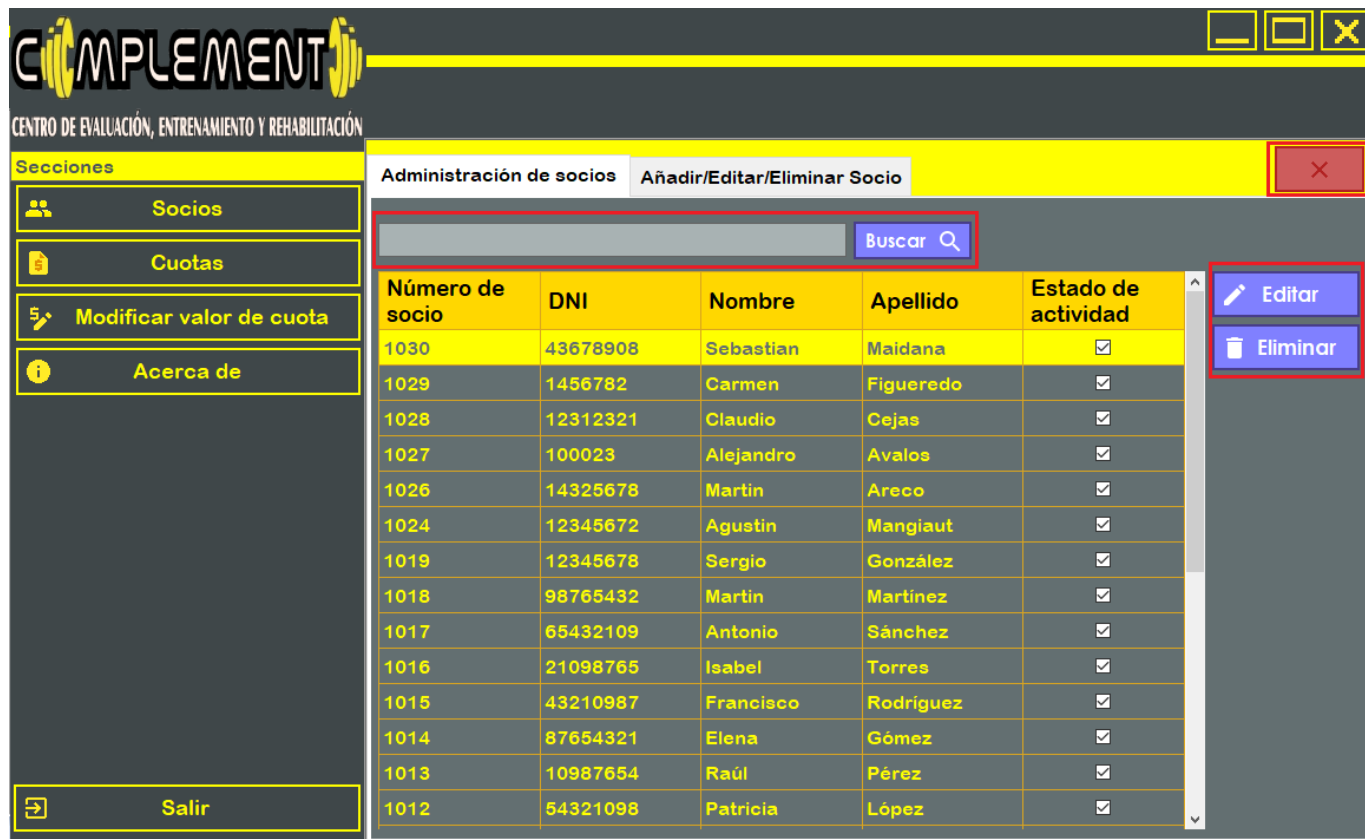 COMPLEMENTO
CENTRO DE EVALUACIÓN, ENTRENAMIENTO Y REHABILITACIÓN
Secciones
Socios
Cuotas
Modificar valor de cuota
Acerca de
Salir
Administración de socios Añadir/Editar/Eliminar Socio
Buscar
Número de socio DNI Nombre Apellido Estado de actividad
1030 43678908 Sebastian Maidana
1029 1456782 Carmen Figueredo
1028 12312321 Claudio Cejas
1027 100023 Alejandro Avalos
1026 14325678 Martin Areco
1024 12345672 Agustin Mangiaut
1019 12345678 Sergio González
1018 98765432 Martin Martínez
1017 65432109 Antonio Sánchez
1016 21098765 Isabel Torres
1015 43210987 Francisco Rodríguez
1014 87654321 Elena Gómez
1013 10987654 Raúl Pérez
1012 54321098 Patricia López
Editar
Eliminar